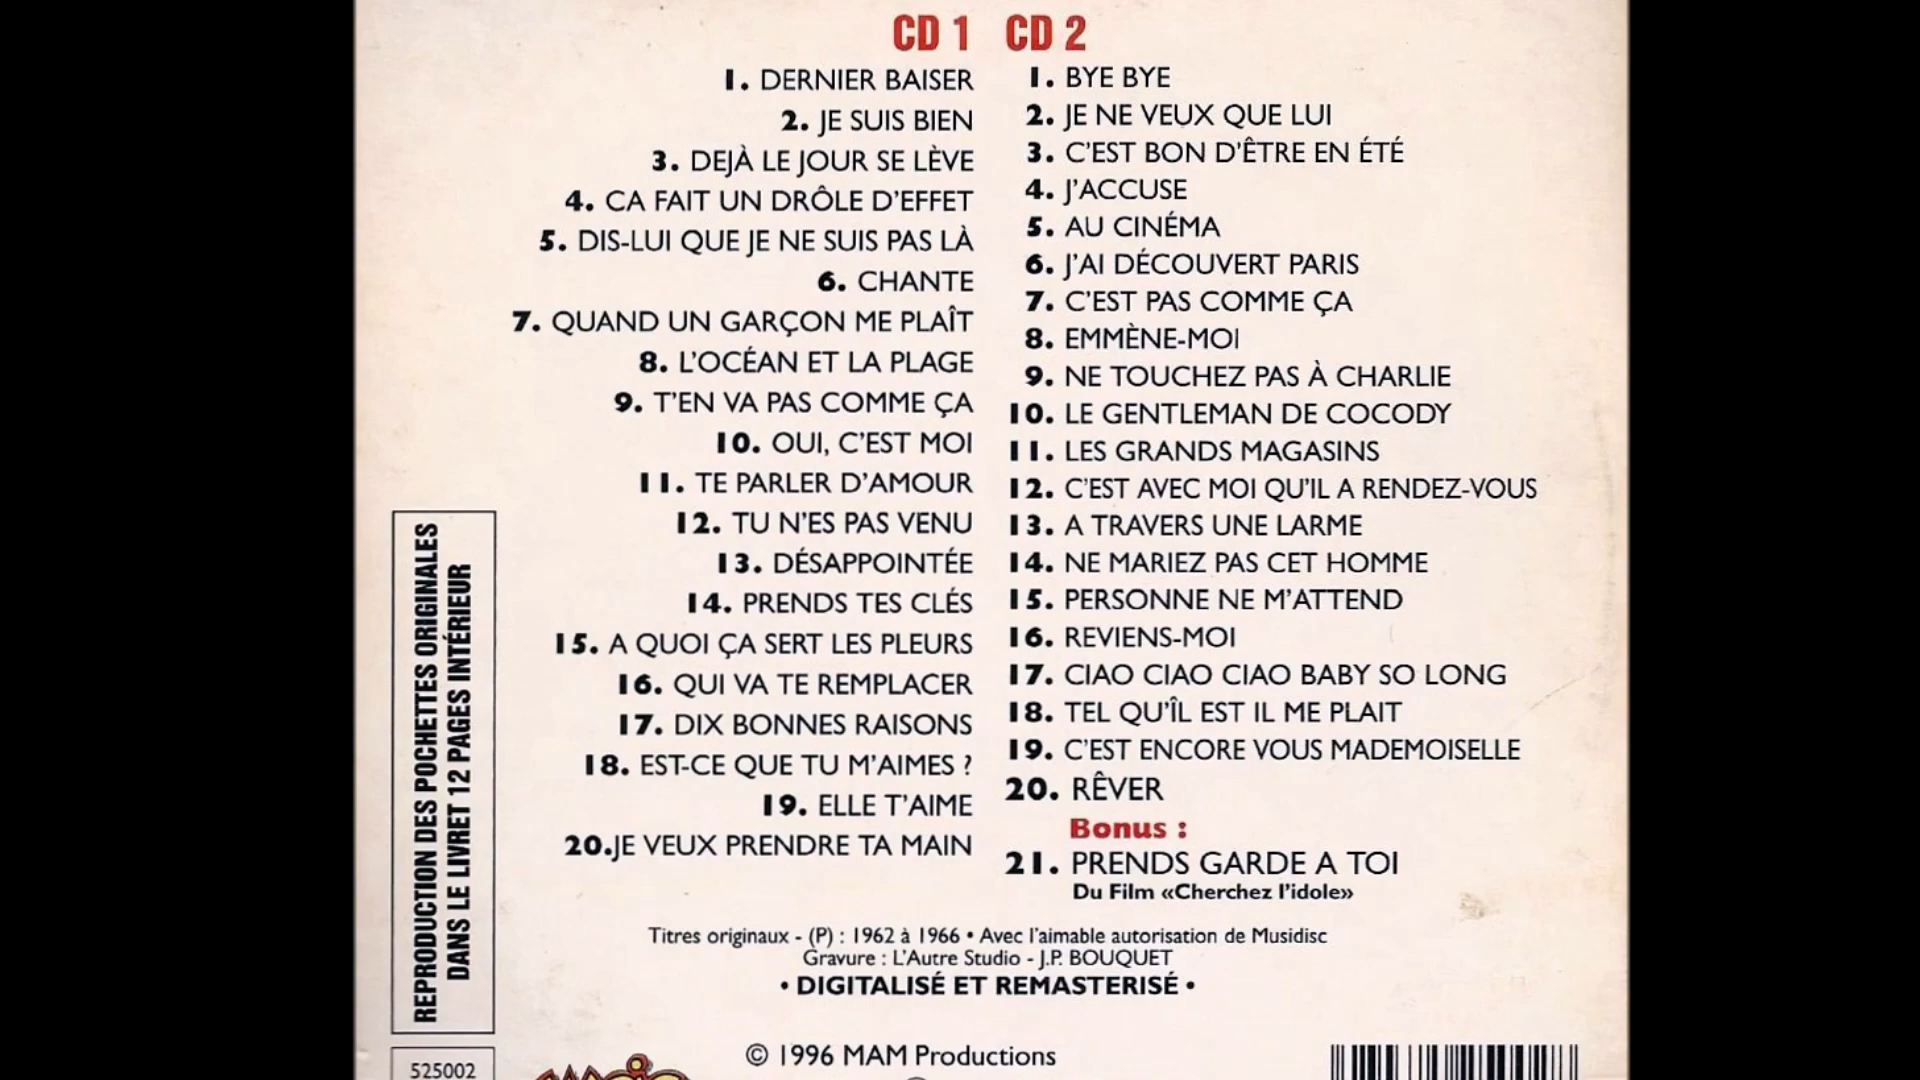 CD 1
1. DERNIER BAISER
2. JE SUIS BIEN
3. DEJÀ LE JOUR SE LÈVE
4. CA FAIT UN DRÔLE D'EFFET
5. DIS-LUI QUE JE NE SUIS PAS LÀ
6. CHANTE
7. QUAND UN GARÇON ME PLAÎT
8. L'OCÉAN ET LA PLAGE
9. T'EN VA PAS COMME ÇA
10. OUI, C'EST MOI
11. TE PARLER D'AMOUR
12. TU N'ES PAS VENU
13. DÉSAPPOINTÉE
14. PRENDS TES CLÉS
15. A QUOI ÇA SERT LES PLEURS
16. QUI VA TE REMPLACER
17. DIX BONNES RAISONS
18. EST-CE QUE TU M'AIMES ?
19. ELLE T'AIME
20.JE VEUX PRENDRE TA MAIN
CD 2
1. BYE BYE
2. JE NE VEUX QUE LUI
3. C'EST BON D'ÊTRE EN ÉTÉ
4. J'ACCUSE
5. AU CINÉMA
6. J'AI DÉCOUVERT PARIS
7. C'EST PAS COMME ÇA
8. EMMÈNE-MOI
9. NE TOUCHEZ PAS À CHARLIE
10. LE GENTLEMAN DE COCODY
11. LES GRANDS MAGASINS
12. C'EST AVEC MOI QU'IL A RENDEZ-VOUS
13. A TRAVERS UNE LARME
14. NE MARIEZ PAS CET HOMME
15. PERSONNE NE M'ATTEND
16. REVIENS-MOI
17. CIAO CIAO CIAO BABY SO LONG
18. TEL QU'ÎL EST IL ME PLAIT
19. C'EST ENCORE VOUS MADEMOISELLE
20. RÊVER
Bonus :
21. PRENDS GARDE A TOI
Du Film «Cherchez l'idole»
REPRODUCTION DES POCHETTES ORIGINALES
DANS LE LIVRET 12 PAGES INTÉRIEUR
Titres originaux - (P) : 1962 à 1966 • Avec l'aimable autorisation de Musidisc
Gravure : L'Autre Studio - J.P. BOUQUET
• DIGITALISÉ ET REMASTERISÉ •
© 1996 MAM Productions
525002